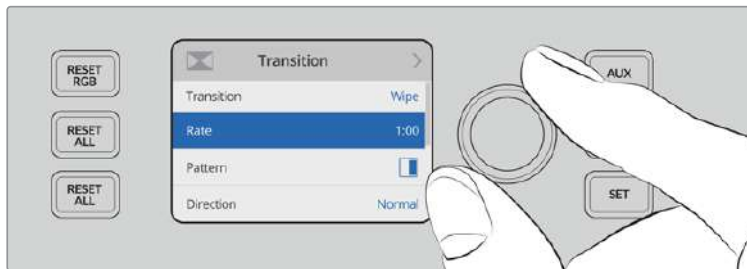 RESET
RGB
RESET
ALL
RESET
ALL
Transition
Transition Wipe
Rate 1:00
Pattern
Direction Normal
AUX
SET